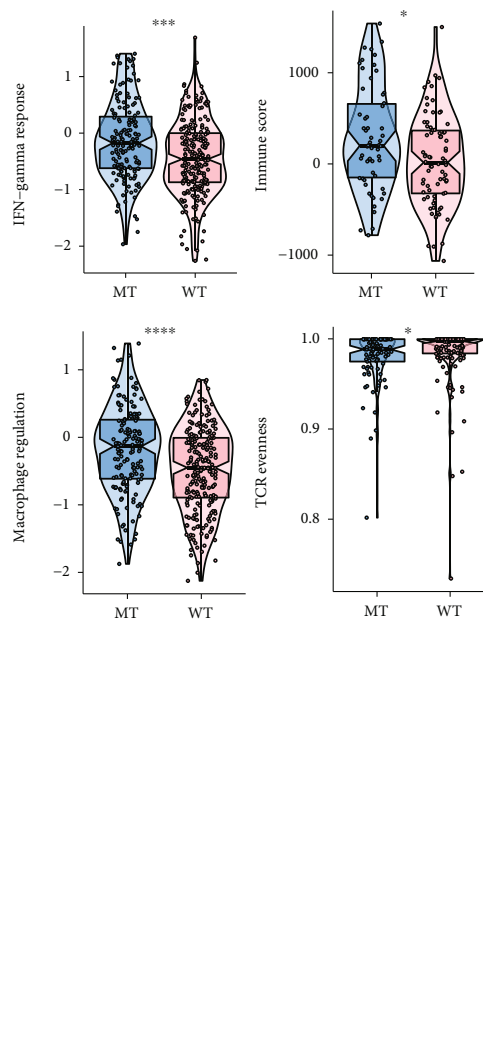 ***
IFN−gamma response
1
0
−1
−2
MT
WT
*
Immune score
1000
0
−1000
MT
WT
****
Macrophage regulation
1
0
−1
−2
MT
WT
*
TCR evenness
1.0
0.9
0.8
MT
WT